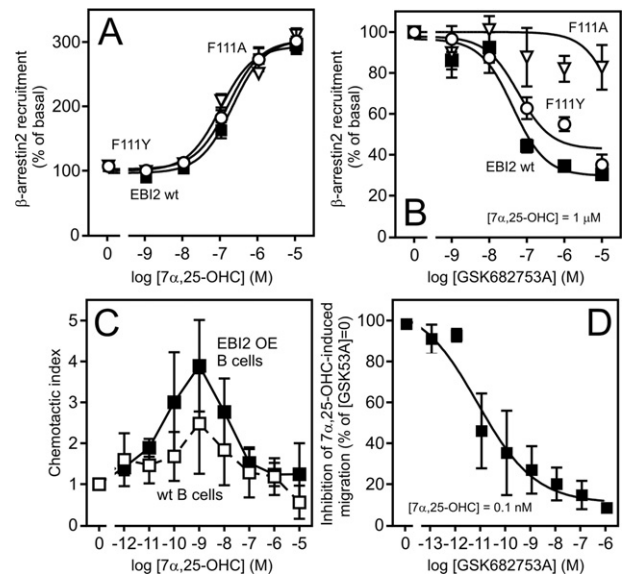 A
β-arrestin2 recruitment
(% of basal)
300
200
100
0
F111A
F111Y
EBI2 wt
0 -9 -8 -7 -6 -5
log [7α,25-OHC] (M)
β-arrestin2 recruitment
(% of basal)
100
80
60
40
20
0
F111A
F111Y
EBI2 wt
B
[7α,25-OHC] = 1 μM
0 -9 -8 -7 -6 -5
log [GSK682753A] (M)
C
Chemotactic index
5
4
3
2
1
0
EBI2 OE
B cells
wt B cells
0 -12-11-10 -9 -8 -7 -6 -5
log [7α,25-OHC] (M)
D
Inhibition of 7α,25-OHC-induced
migration (% of [GSK53A]=0)
100
80
60
40
20
0
[7α,25-OHC] = 0.1 nM
0 -13-12-11-10 -9 -8 -7 -6
log [GSK682753A] (M)